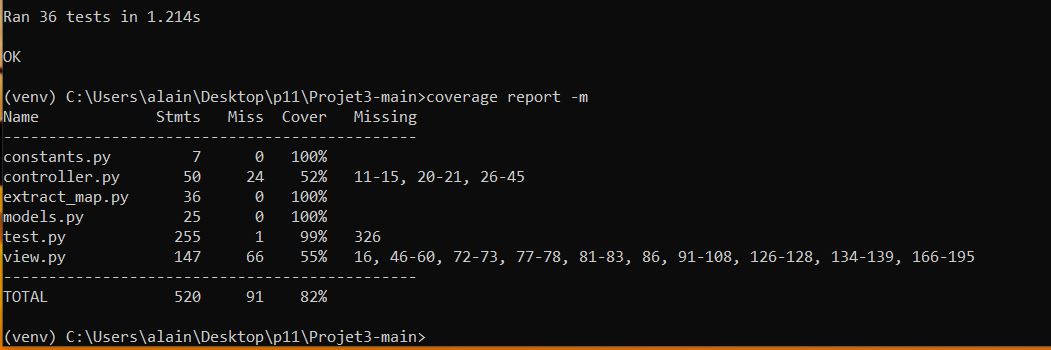 Ran 36 tests in 1.214s
OK
(venv) C:\Users\alain\Desktop\p11\Projet3-main>coverage report -m
Name             Stmts   Miss  Cover   Missing
----------------------------------------------
constants.py         7      0   100%
controller.py       50     24    52%   11-15, 20-21, 26-45
extract_map.py      36      0   100%
models.py           25      0   100%
test.py            255      1    99%   326
view.py            147     66    55%   16, 46-60, 72-73, 77-78, 81-83, 86, 91-108, 126-128, 134-139, 166-195
----------------------------------------------
TOTAL              520     91    82%
(venv) C:\Users\alain\Desktop\p11\Projet3-main>